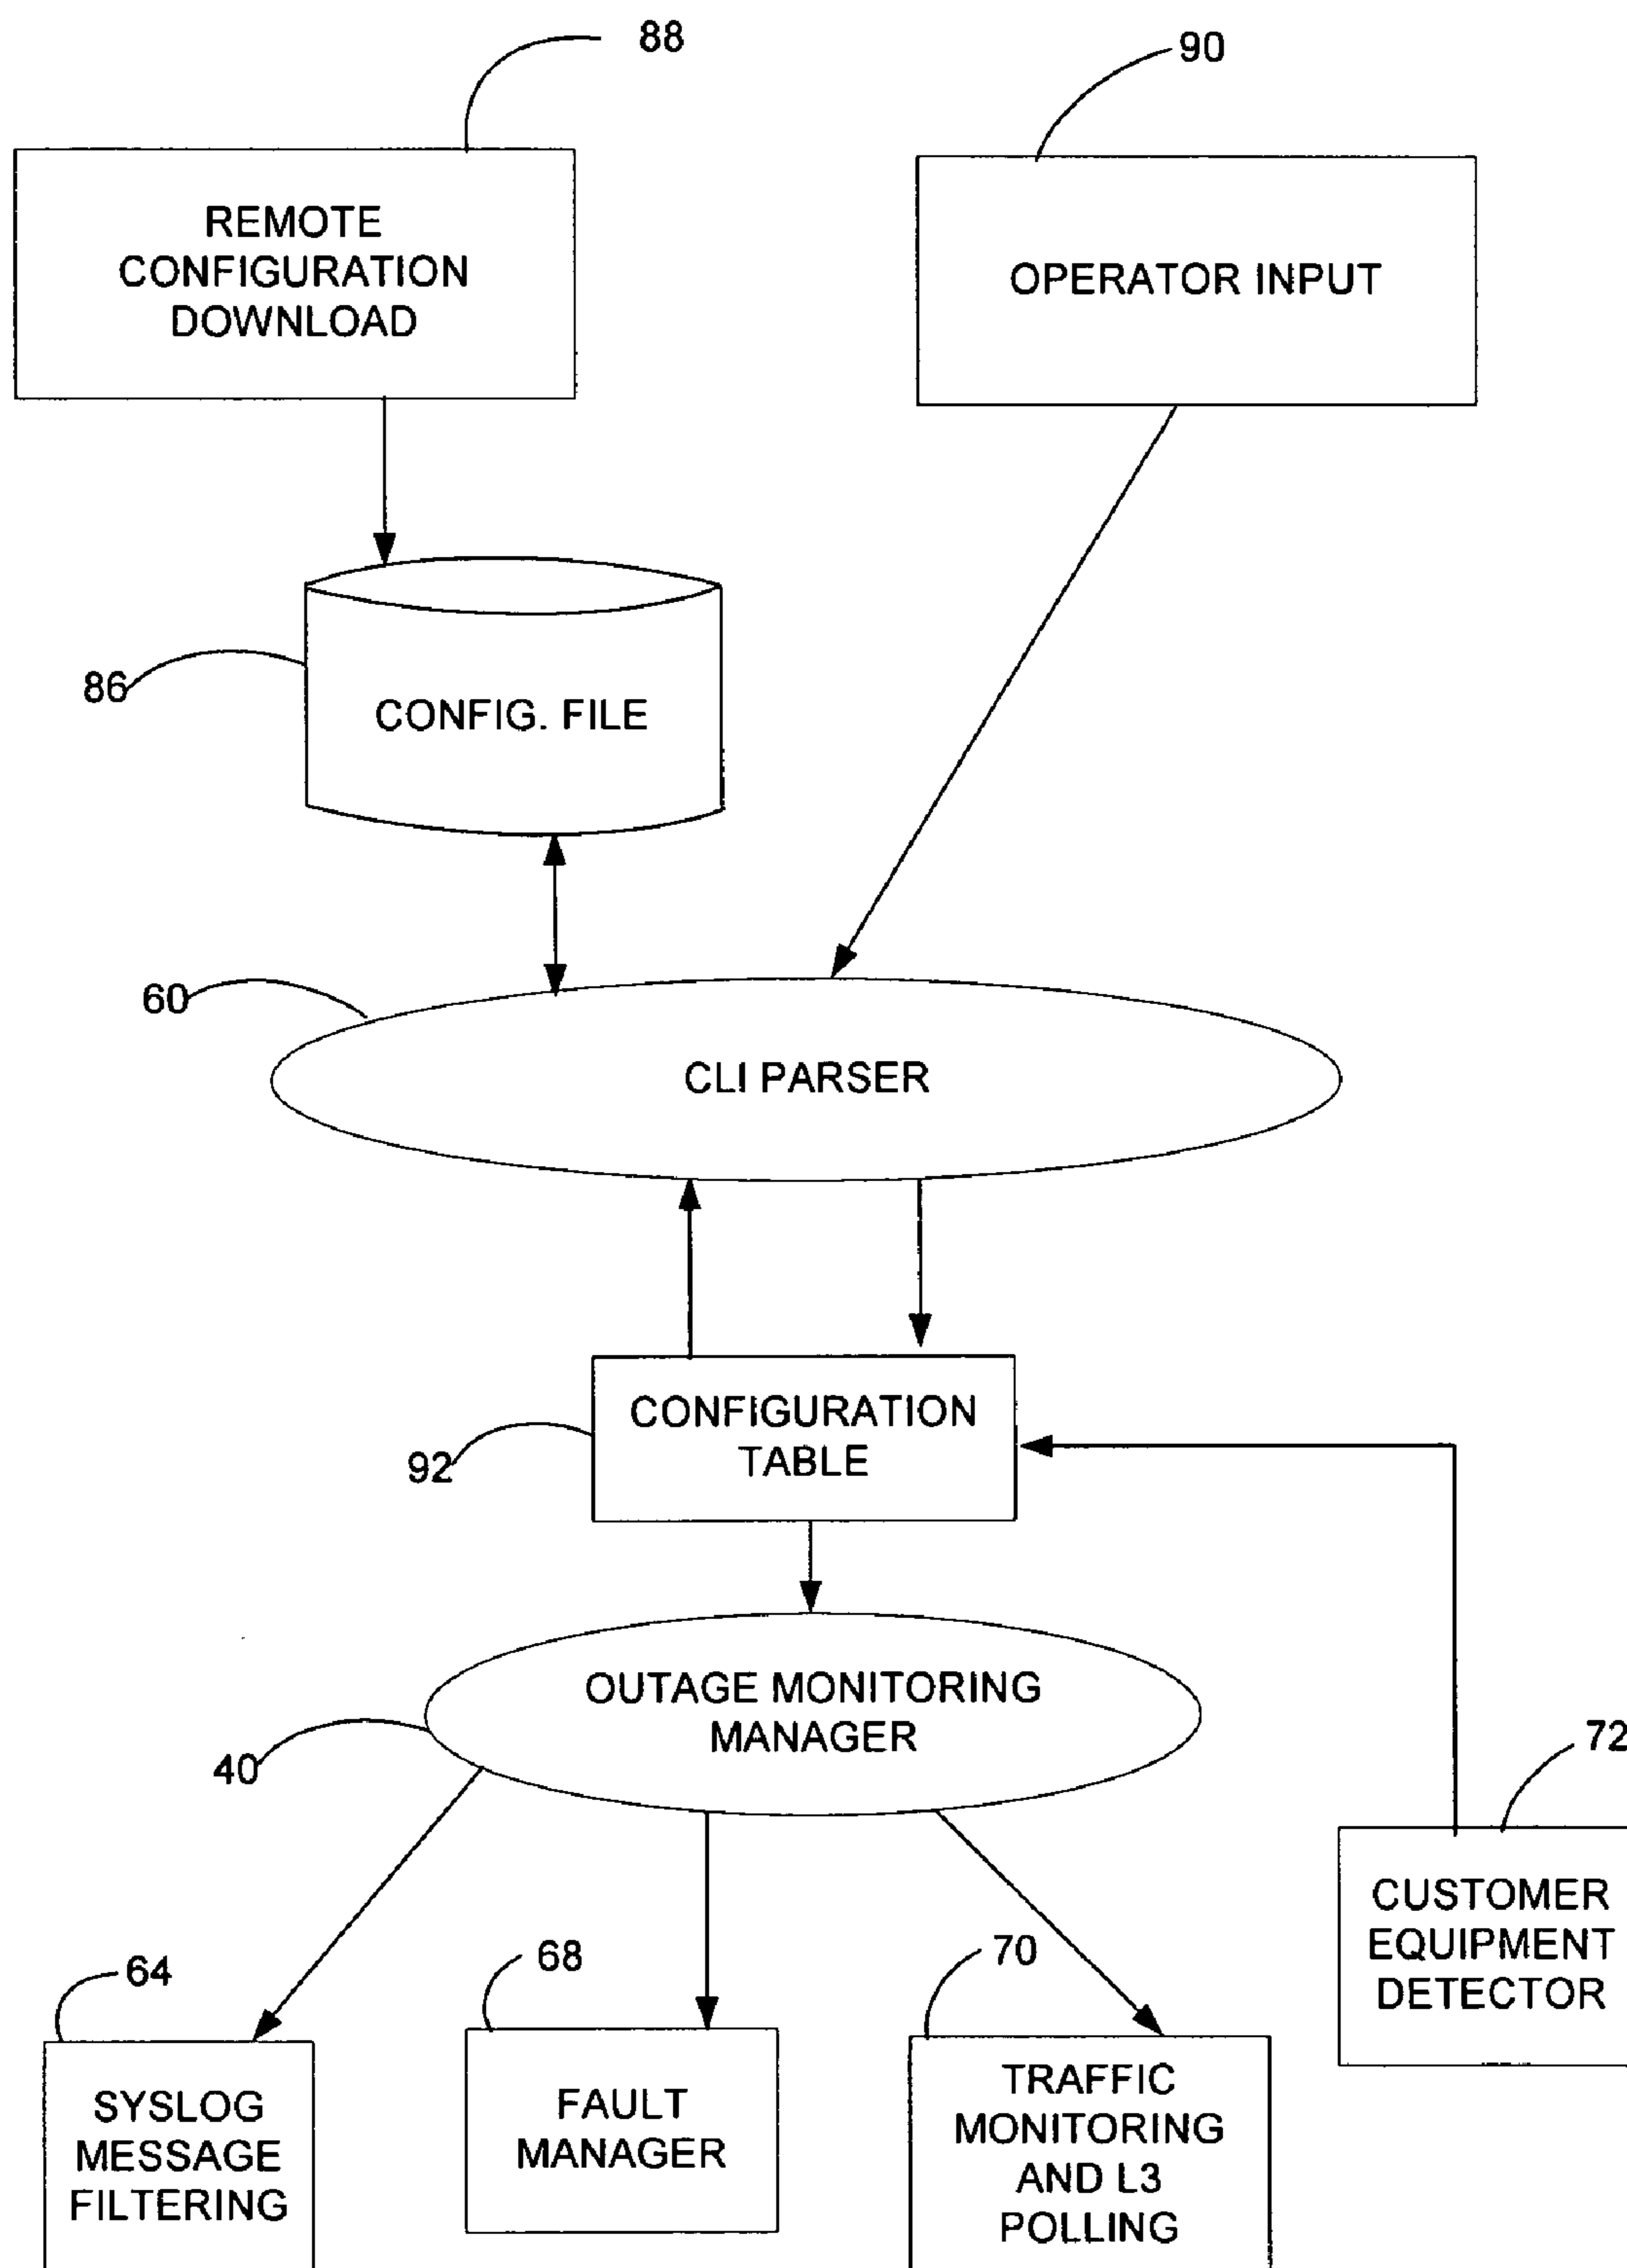 88
90
REMOTE
CONFIGURATION
DOWNLOAD
OPERATOR INPUT
86
CONFIG. FILE
60
CLI PARSER
CONFIGURATION
TABLE
92
OUTAGE MONITORING
MANAGER
40
72
CUSTOMER
EQUIPMENT
DETECTOR
64
68
70
SYSLOG
MESSAGE
FILTERING
FAULT
MANAGER
TRAFFIC
MONITORING
AND L3
POLLING